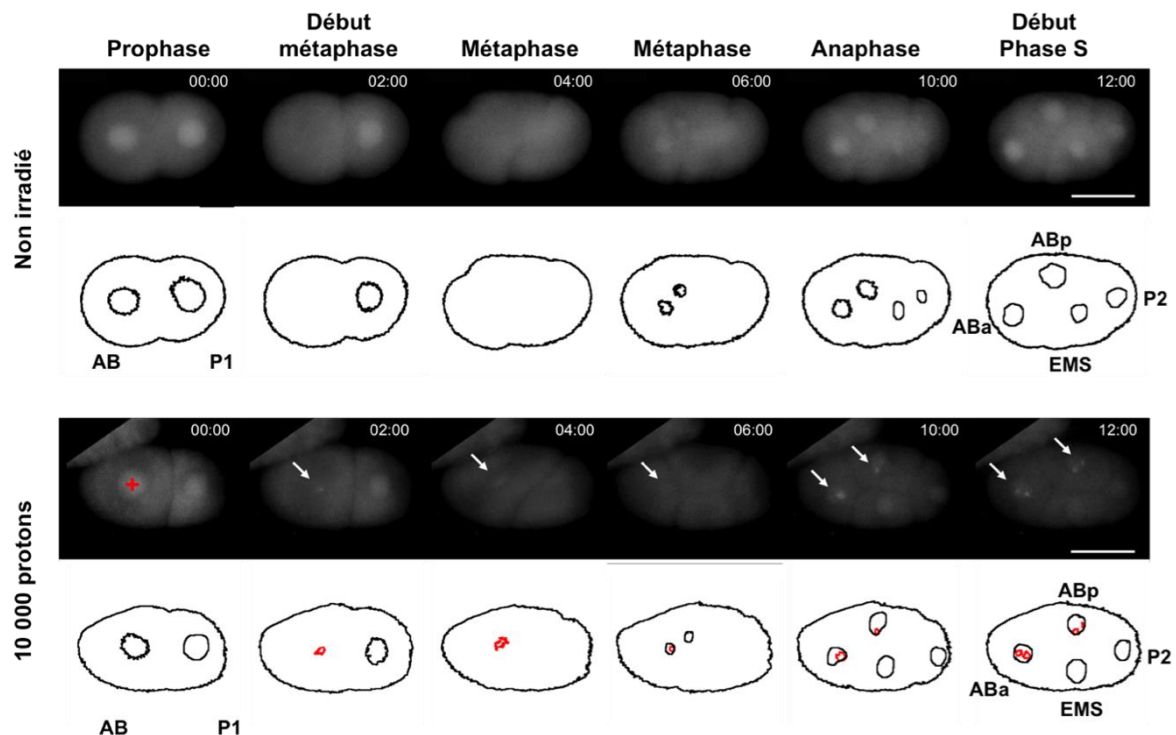 Prophase
Début
métaphase
Métaphase
Métaphase
Anaphase
Début
Phase S
Non irradié
00:00
02:00
04:00
06:00
10:00
12:00
AB
P1
ABp
P2
ABa
EMS
10 000 protons
00:00
02:00
04:00
06:00
10:00
12:00
AB
P1
ABp
P2
ABa
EMS